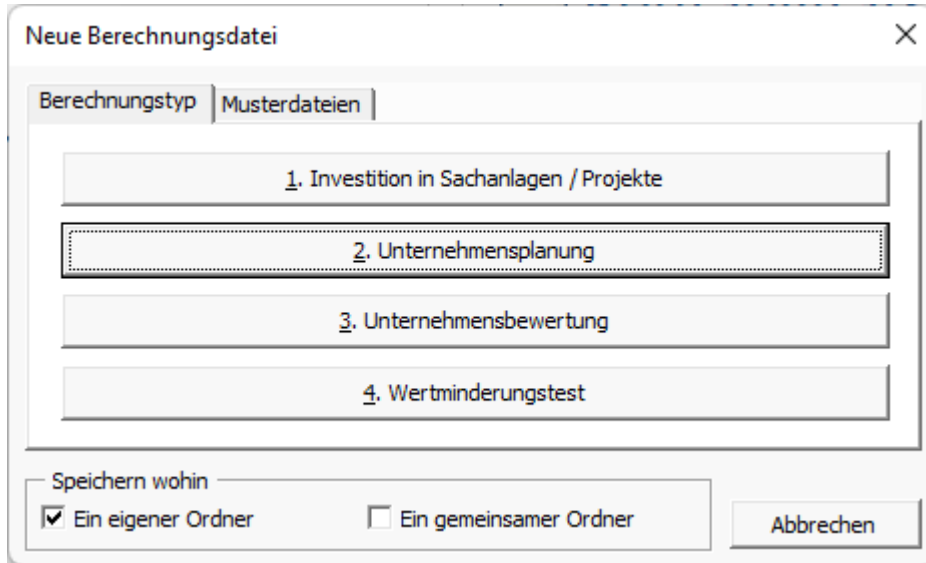 Neue Berechnungsdatei
Berechnungstyp
Musterdateien
1. Investition in Sachanlagen / Projekte
2. Unternehmensplanung
3. Unternehmensbewertung
4. Wertminderungstest
Speichern wohin
Ein eigener Ordner
Ein gemeinsamer Ordner
Abbrechen